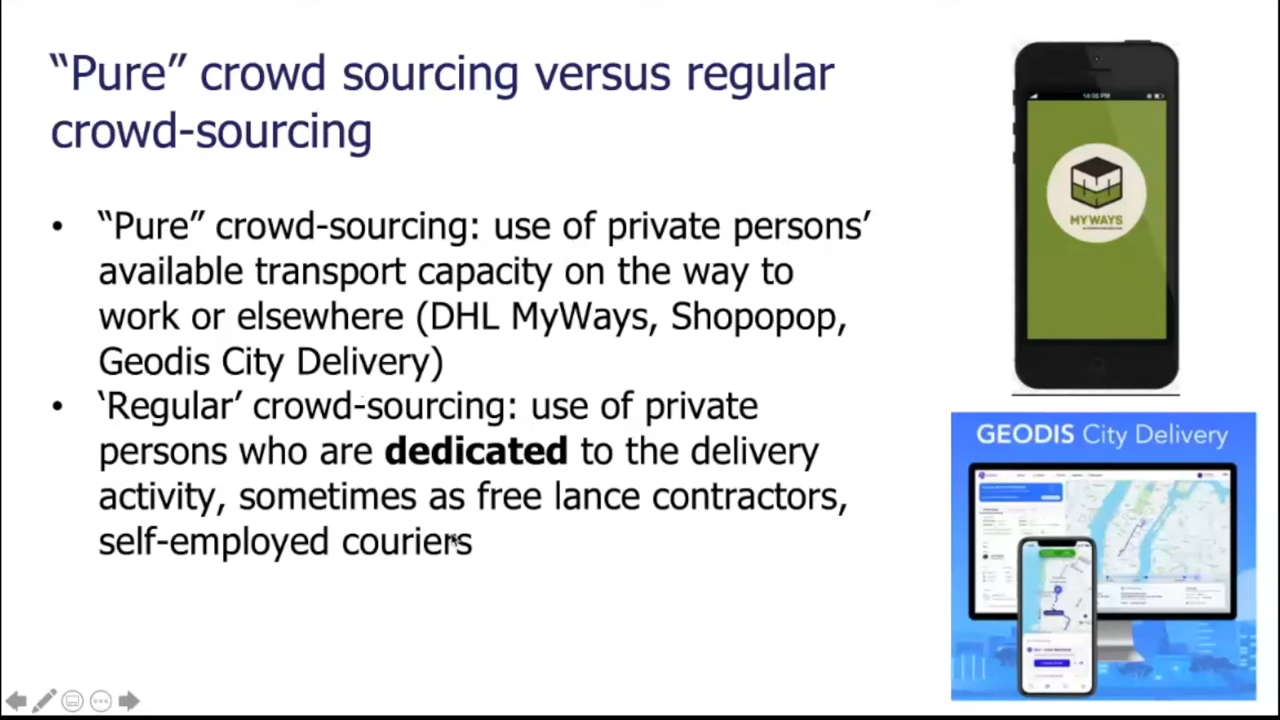 “Pure” crowd sourcing versus regular
crowd-sourcing
• “Pure” crowd-sourcing: use of private persons’
available transport capacity on the way to
work or elsewhere (DHL MyWays, Shopopop,
Geodis City Delivery)
• ‘Regular’ crowd-sourcing: use of private
persons who are dedicated to the delivery
activity, sometimes as free lance contractors,
self-employed couriers
MYWAYS
GEODIS City Delivery